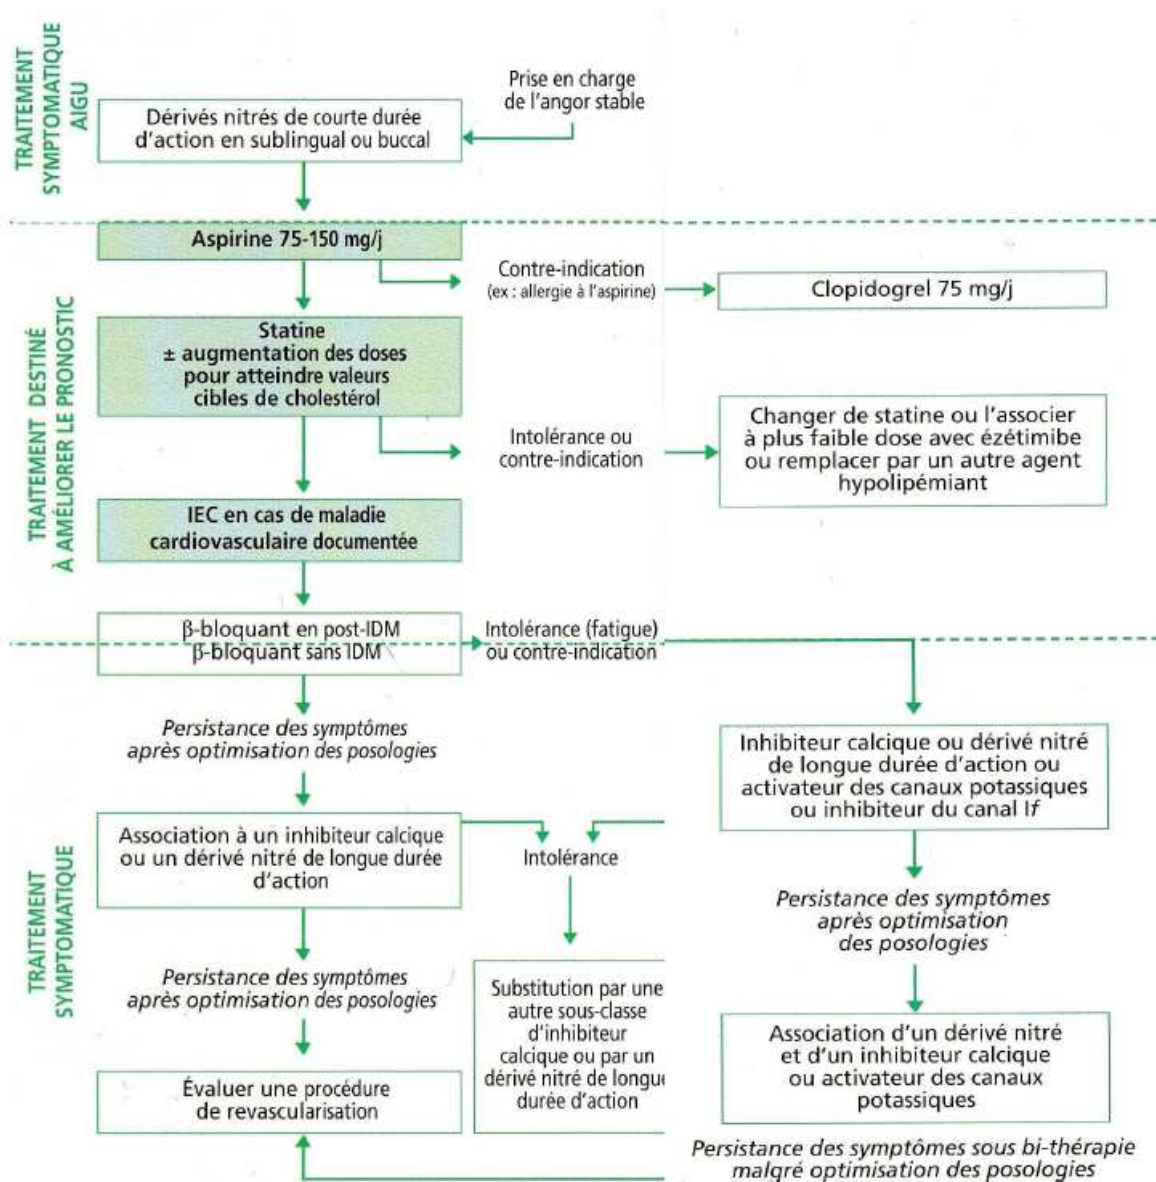 TRAITEMENT
SYMPTOMATIQUE
AIGU
Prise en charge
de l'angor stable
Dérivés nitrés de courte durée
d'action en sublingual ou buccal
TRAITEMENT DESTINÉ
À AMÉLIORER LE PRONOSTIC
Aspirine 75-150 mg/j
Contre-indication
(ex : allergie à l'aspirine)
Clopidogrel 75 mg/j
Statine
± augmentation des doses
pour atteindre valeurs
cibles de cholestérol
Intolérance ou
contre-indication
Changer de statine ou l'associer
à plus faible dose avec ézétimibe
ou remplacer par un autre agent
hypolipémiant
IEC en cas de maladie
cardiovasculaire documentée
β-bloquant en post-IDM
β-bloquant sans IDM
Intolérance (fatigue)
ou contre-indication
TRAITEMENT
SYMPTOMATIQUE
Persistance des symptômes
après optimisation des posologies
Inhibiteur calcique ou dérivé nitré
de longue durée d'action ou
activateur des canaux potassiques
ou inhibiteur du canal If
Association à un inhibiteur calcique
ou un dérivé nitré de longue durée
d'action
Intolérance
Persistance des symptômes
après optimisation
des posologies
Persistance des symptômes
après optimisation des posologies
Substitution par une
autre sous-classe
d'inhibiteur
calcique ou par un
dérivé nitré de longue
durée d'action
Association d'un dérivé nitré
et d'un inhibiteur calcique
ou activateur des canaux
potassiques
Évaluer une procédure
de revascularisation
Persistance des symptômes sous bi-thérapie
malgré optimisation des posologies